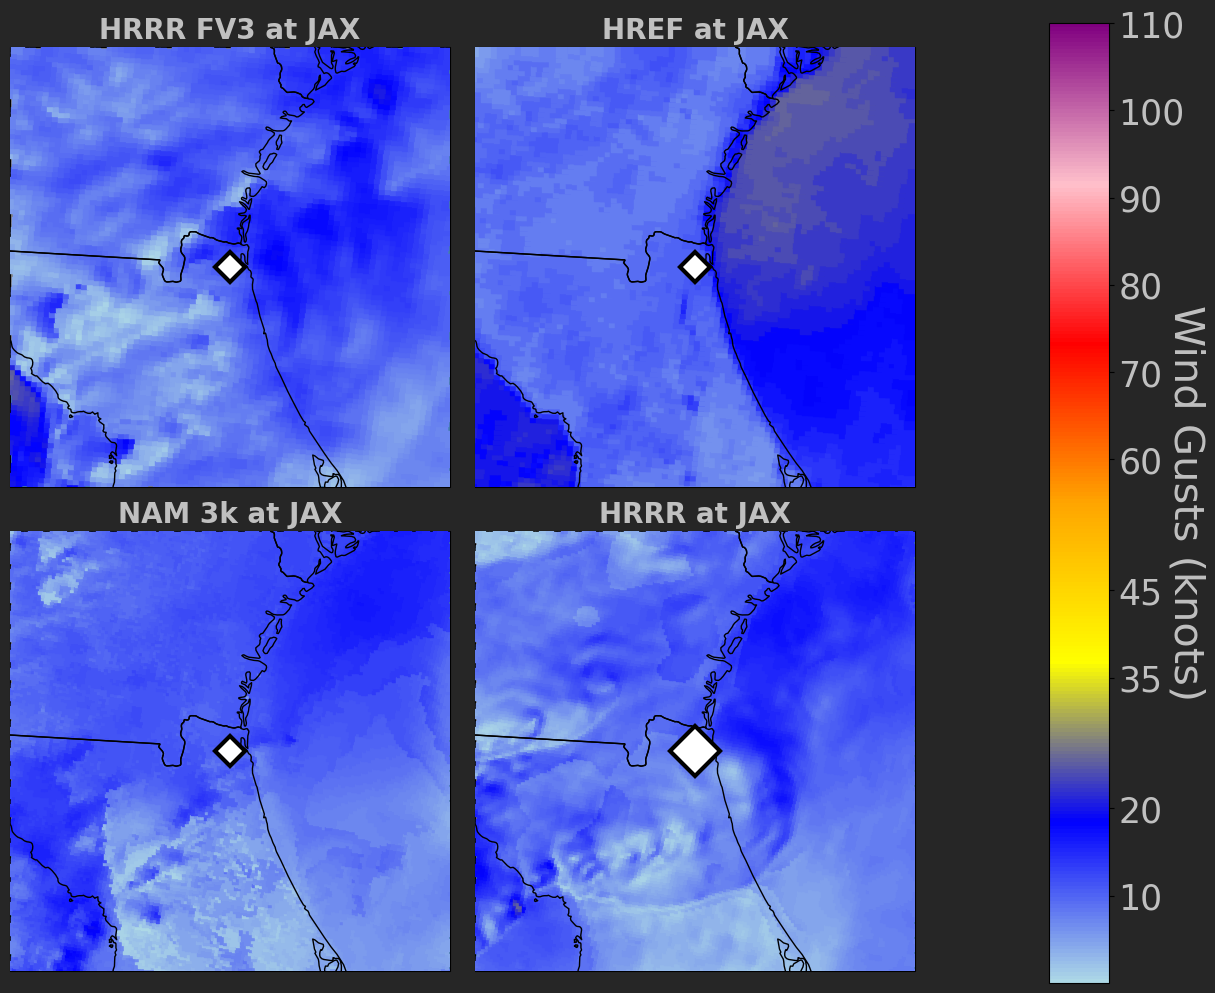 HRRR FV3 at JAX
HREF at JAX
NAM 3k at JAX
HRRR at JAX
110
100
90
80
70
60
45
35
20
10
Wind Gusts (knots)